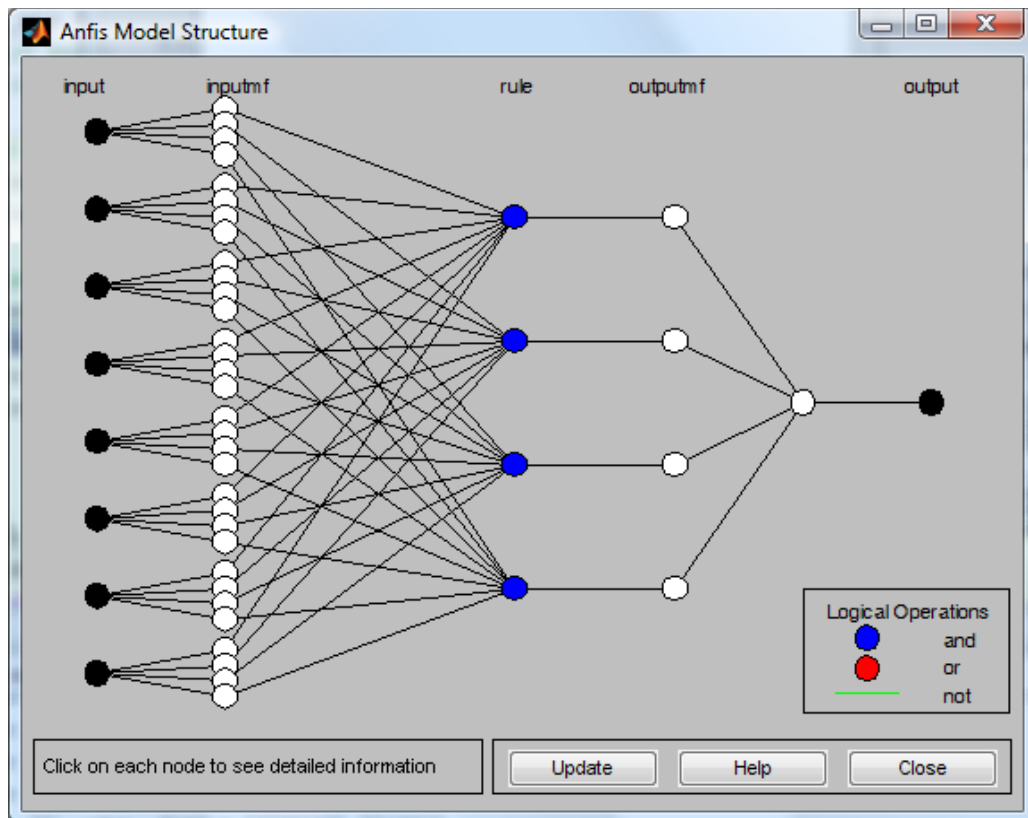 Anfis Model Structure
input inputmf rule outputmf output
Logical Operations
and
or
not
Click on each node to see detailed information
Update Help Close